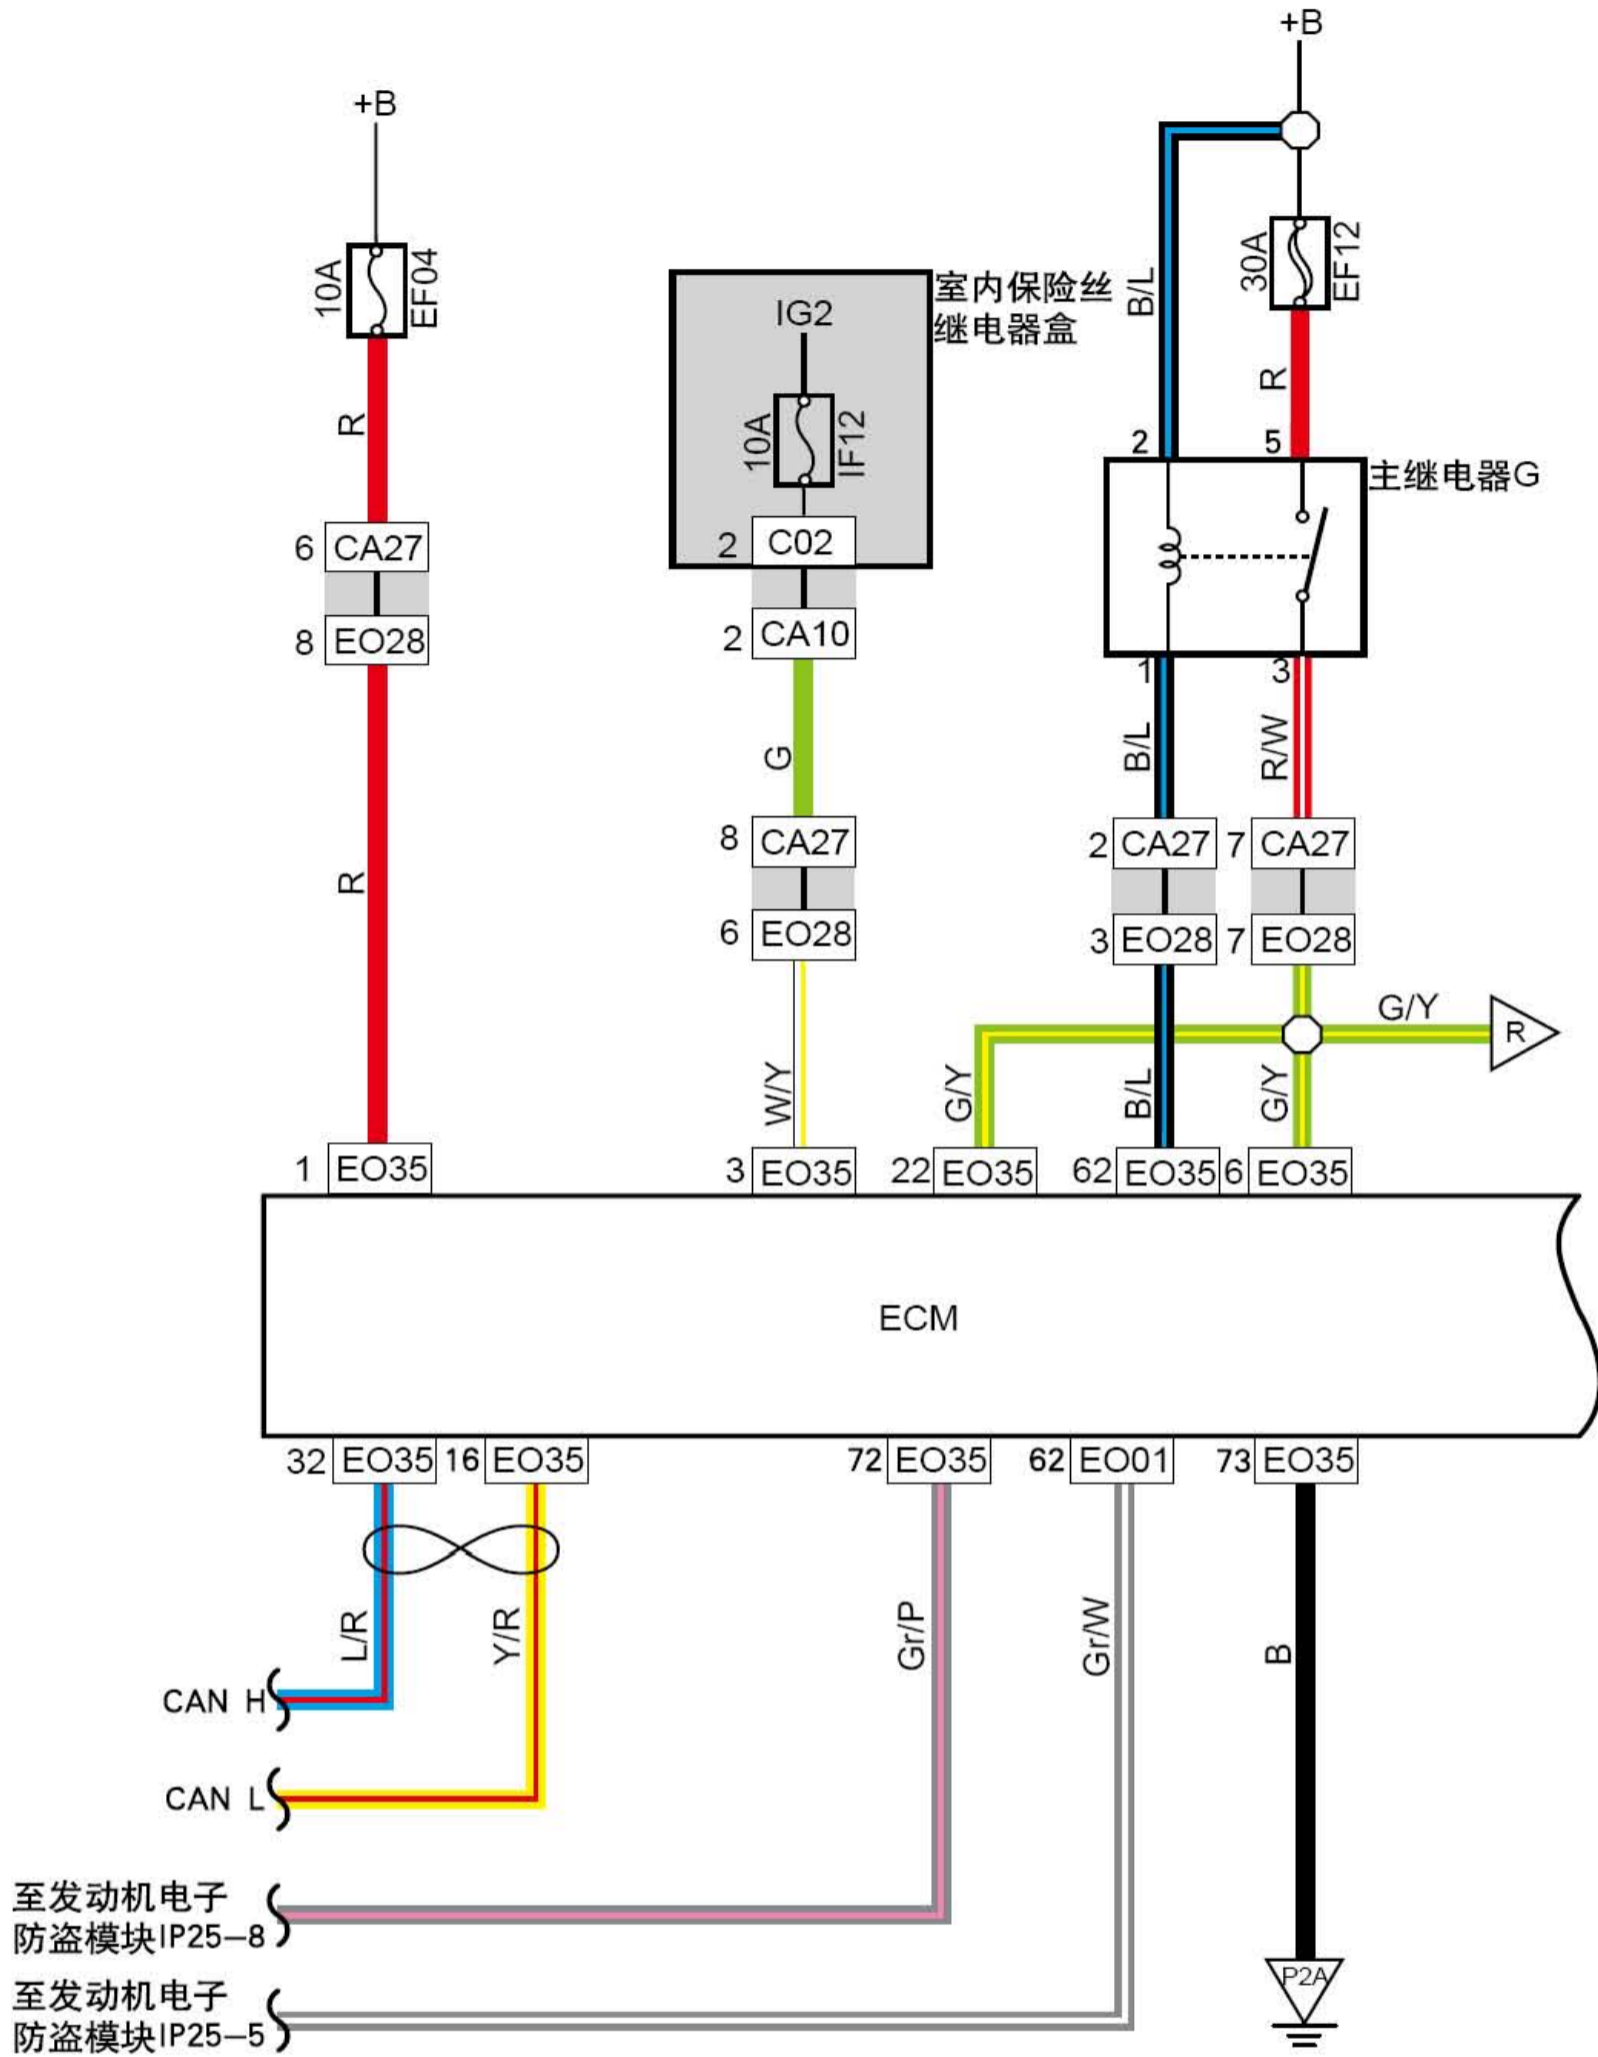 +B
+B
10A
EF04
室内保险丝
继电器盒
IG2
10A
IF12
B/L
30A
EF12
R
R
2
5
主继电器G
2 C02
6 CA27
8 EO28
2 CA10
1
3
G
B/L
R/W
8 CA27
2 CA27
7 CA27
R
6 EO28
3 EO28
7 EO28
G/Y
R
W/Y
G/Y
B/L
G/Y
1 EO35
3 EO35
22 EO35
62 EO35
6 EO35
ECM
32 EO35
16 EO35
72 EO35
62 EO01
73 EO35
L/R
Y/R
Gr/P
Gr/W
B
CAN H
CAN L
至发动机电子
防盗模块IP25-8
P2A
至发动机电子
防盗模块IP25-5